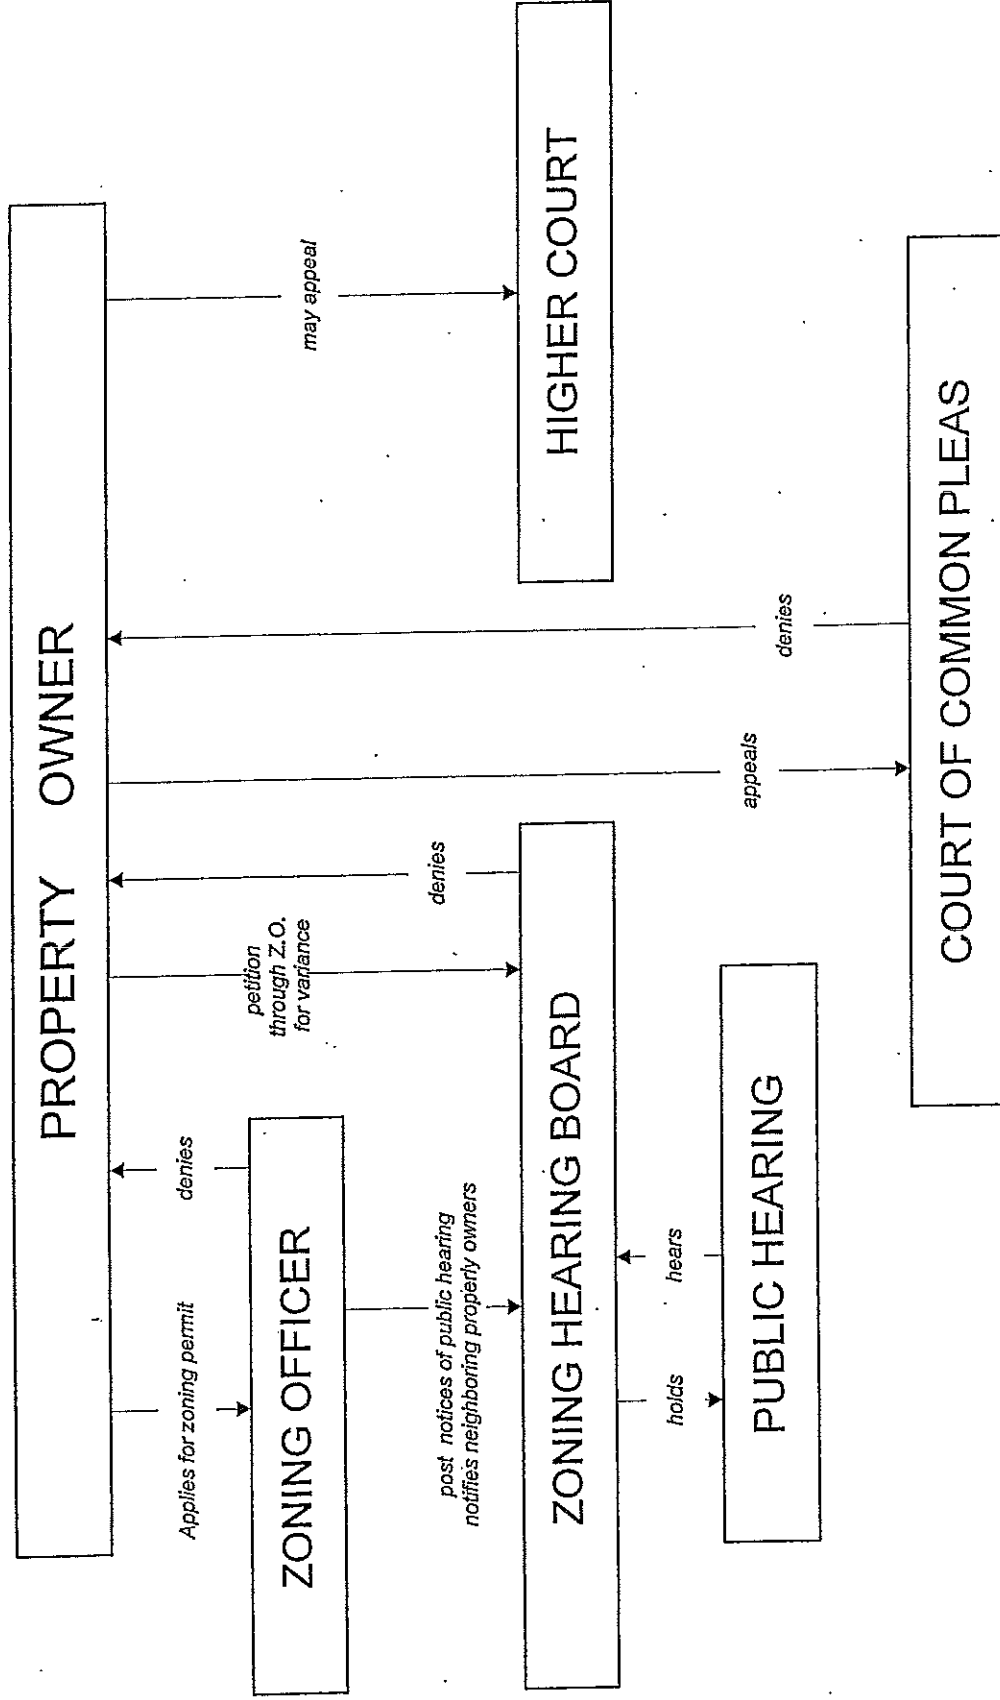 PROPERTY OWNER
Applies for zoning permit
denies
petition
through Z.O.
for variance
denies
appeals
denies
may appeal
ZONING OFFICER
post notices of public hearing
notifies neighboring properly owners
ZONING HEARING BOARD
HIGHER COURT
holds
hears
PUBLIC HEARING
COURT OF COMMON PLEAS